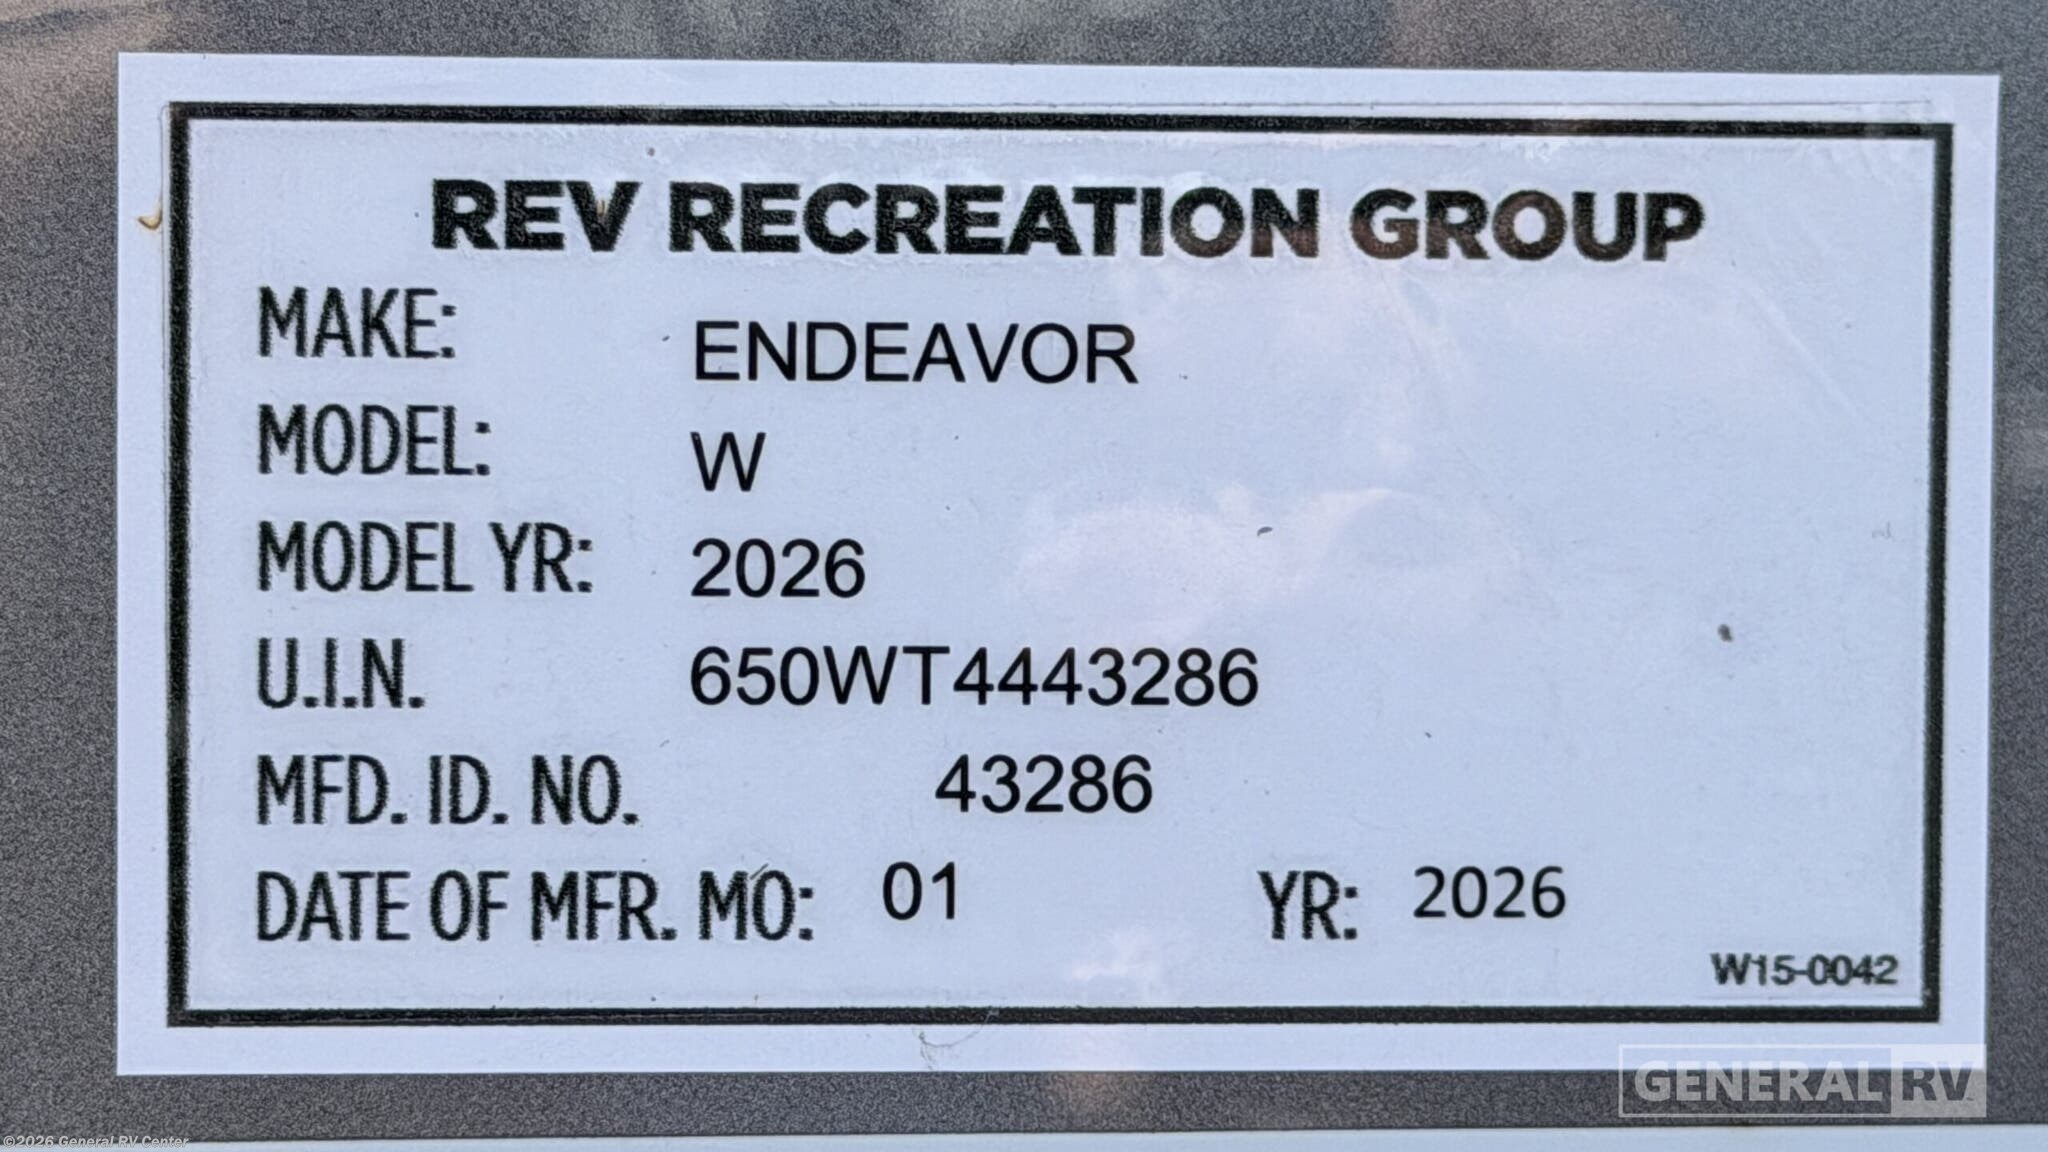 REV RECREATION GROUP
MAKE: ENDEAVOR
MODEL: W
MODEL YR: 2026
U.I.N. 650WT4443286
MFD. ID. NO. 43286
DATE OF MFR. MO: 01 YR: 2026
W15-0042
GENERAL RV
©2026 General RV Center